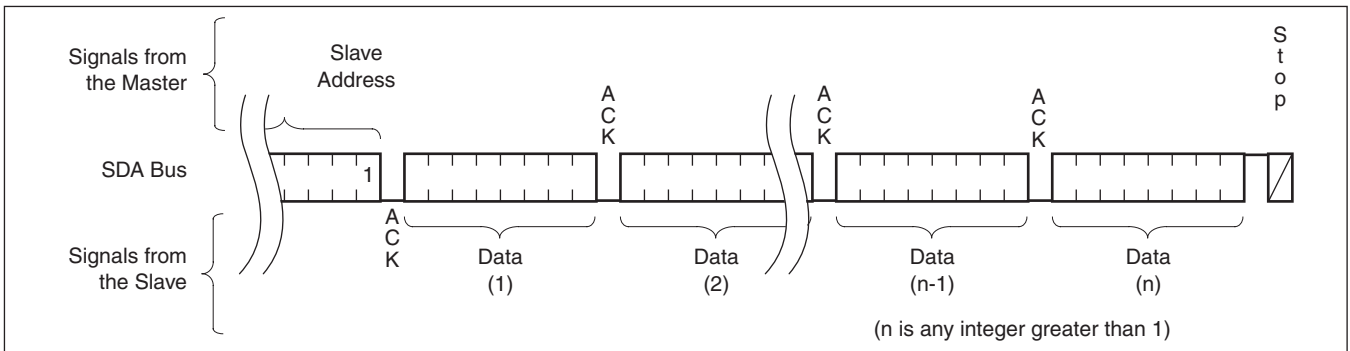 Signals from
the Master
Slave
Address
S
t
o
p
A
C
K
A
C
K
A
C
K
SDA Bus
1
A
C
K
Signals from
the Slave
Data
(1)
Data
(2)
Data
(n-1)
Data
(n)
(n is any integer greater than 1)